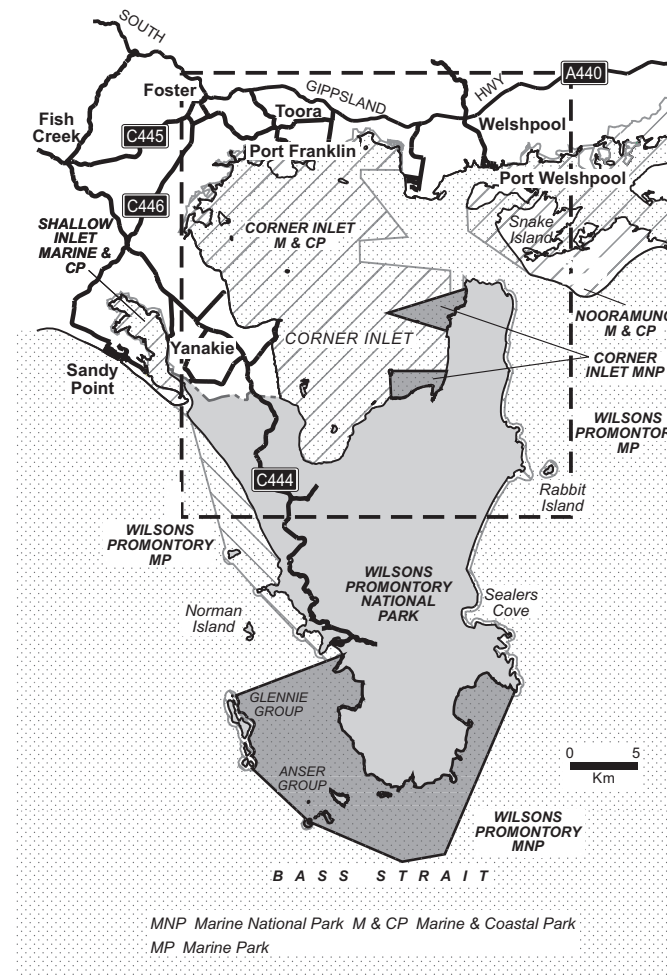 SOUTH
A440
Foster
GIPPSLAND
HWY
Toora
Fish
Creek
C445
Welshpool
Port Franklin
Port Welshpool
C446
SHALLOW
INLET
MARINE &
CP
CORNER INLET
M & CP
Snake
Island
NOORAMUNG
M & CP
CORNER INLET
Yanakie
CORNER
INLET MNP
Sandy
Point
WILSONS
PROMONTORY
MP
C444
Rabbit
Island
WILSONS
PROMONTORY
MP
WILSONS
PROMONTORY
NATIONAL
PARK
Sealers
Cove
Norman
Island
GLENNIE
GROUP
0 5
Km
ANSER
GROUP
WILSONS
PROMONTORY
MNP
BASS STRAIT
MNP Marine National Park M & CP Marine & Coastal Park
MP Marine Park